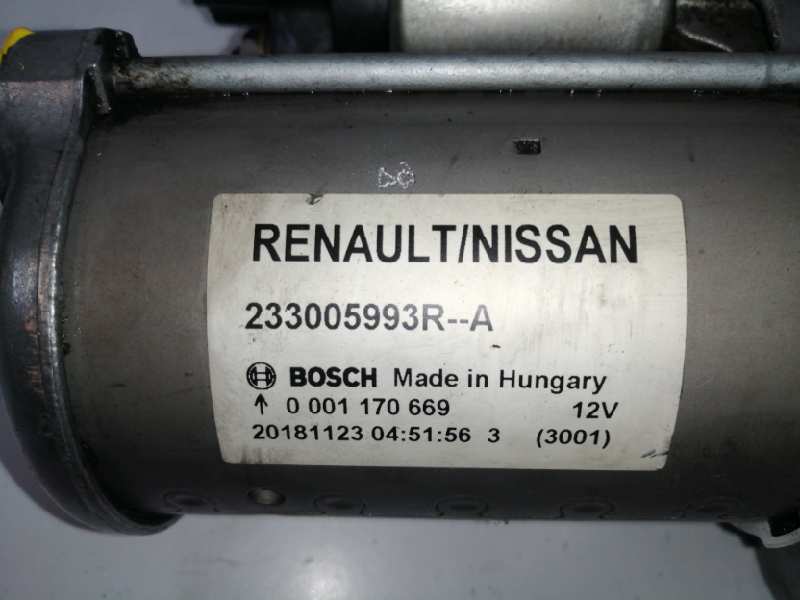 RENAULT/NISSAN
233005993R--A
BOSCH Made in Hungary
↑ 0 001 170 669 12V
20181123 04:51:56 3 (3001)